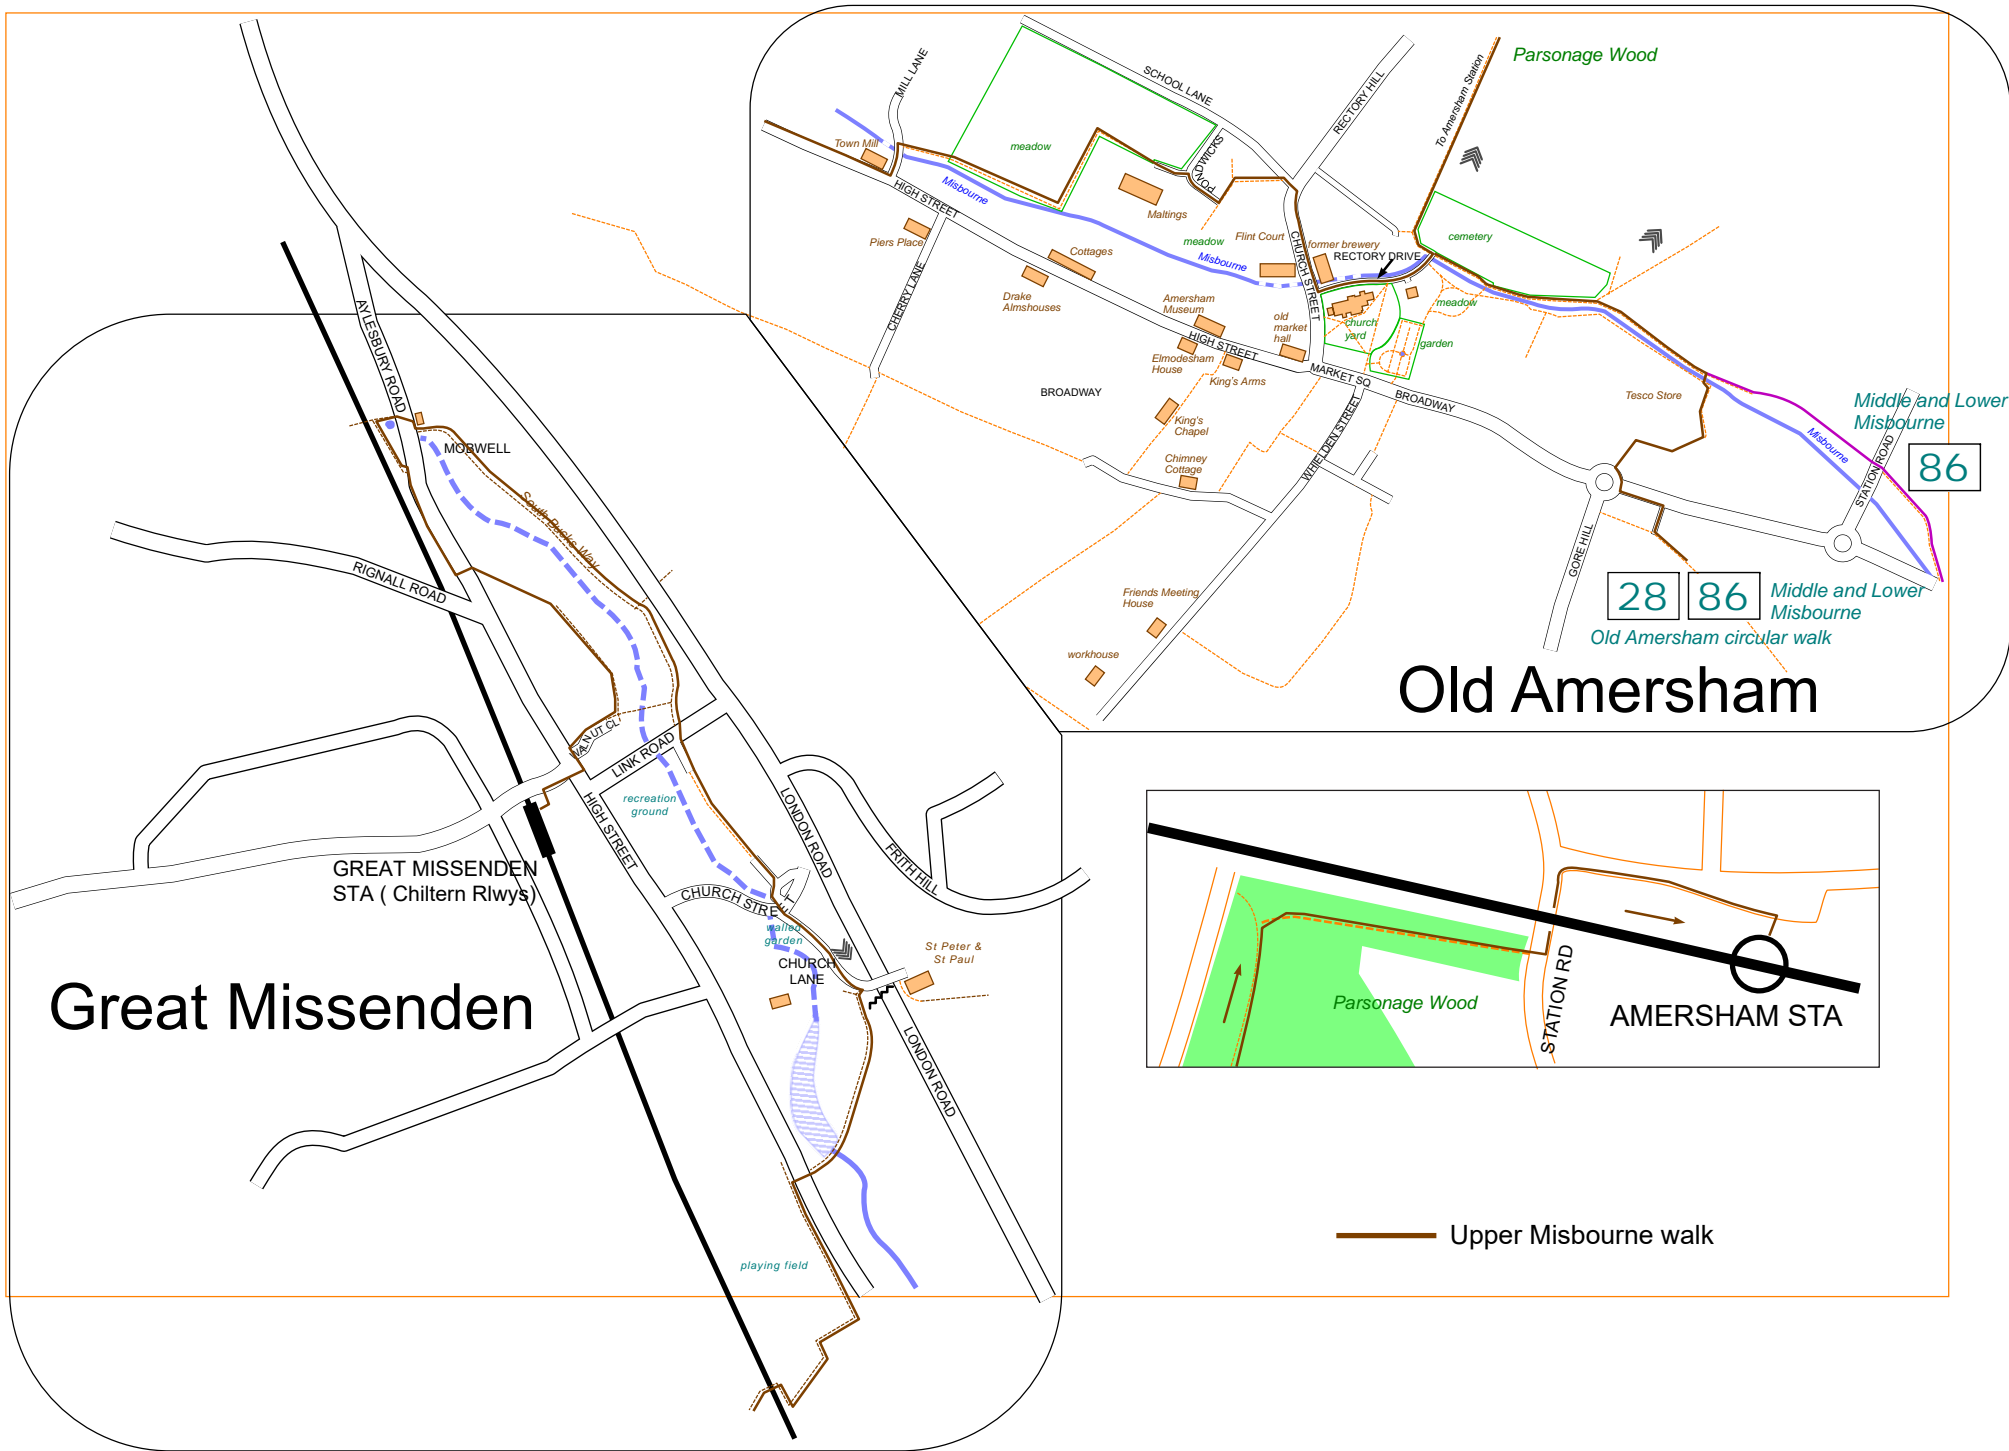 Parsonage Wood
To Amersham Station
SCHOOL LANE
RECTORY HILL
MILL LANE
Town Mill
meadow
PONDWICKS
Misbourne
HIGH STREET
Maltings
Piers Place
Cottages
meadow
Flint Court
former brewery
RECTORY DRIVE
cemetery
Misbourne
CHURCH STREET
CHERRY LANE
Drake
Almshouses
Amersham
Museum
old
market
hall
church
yard
meadow
garden
HIGH STREET
Elmodesham
House
King's Arms
MARKET SQ
BROADWAY
BROADWAY
Tesco Store
Middle and Lower
Misbourne
86
Misbourne
STATION ROAD
King's
Chapel
WHIELDEN STREET
Chimney
Cottage
GORE HILL
Friends Meeting
House
workhouse
28
86
Middle and Lower
Misbourne
Old Amersham circular walk
Old Amersham
AYLESBURY ROAD
MOBWELL
South Bucks Way
RIGNALL ROAD
WALNUT CL
LINK ROAD
recreation
ground
HIGH STREET
LONDON ROAD
FRITH HILL
GREAT MISSENDEN
STA ( Chiltern Rlwys)
CHURCH STREET
walled
garden
CHURCH
LANE
St Peter &
St Paul
Great Missenden
LONDON ROAD
playing field
Parsonage Wood
STATION RD
AMERSHAM STA
Upper Misbourne walk